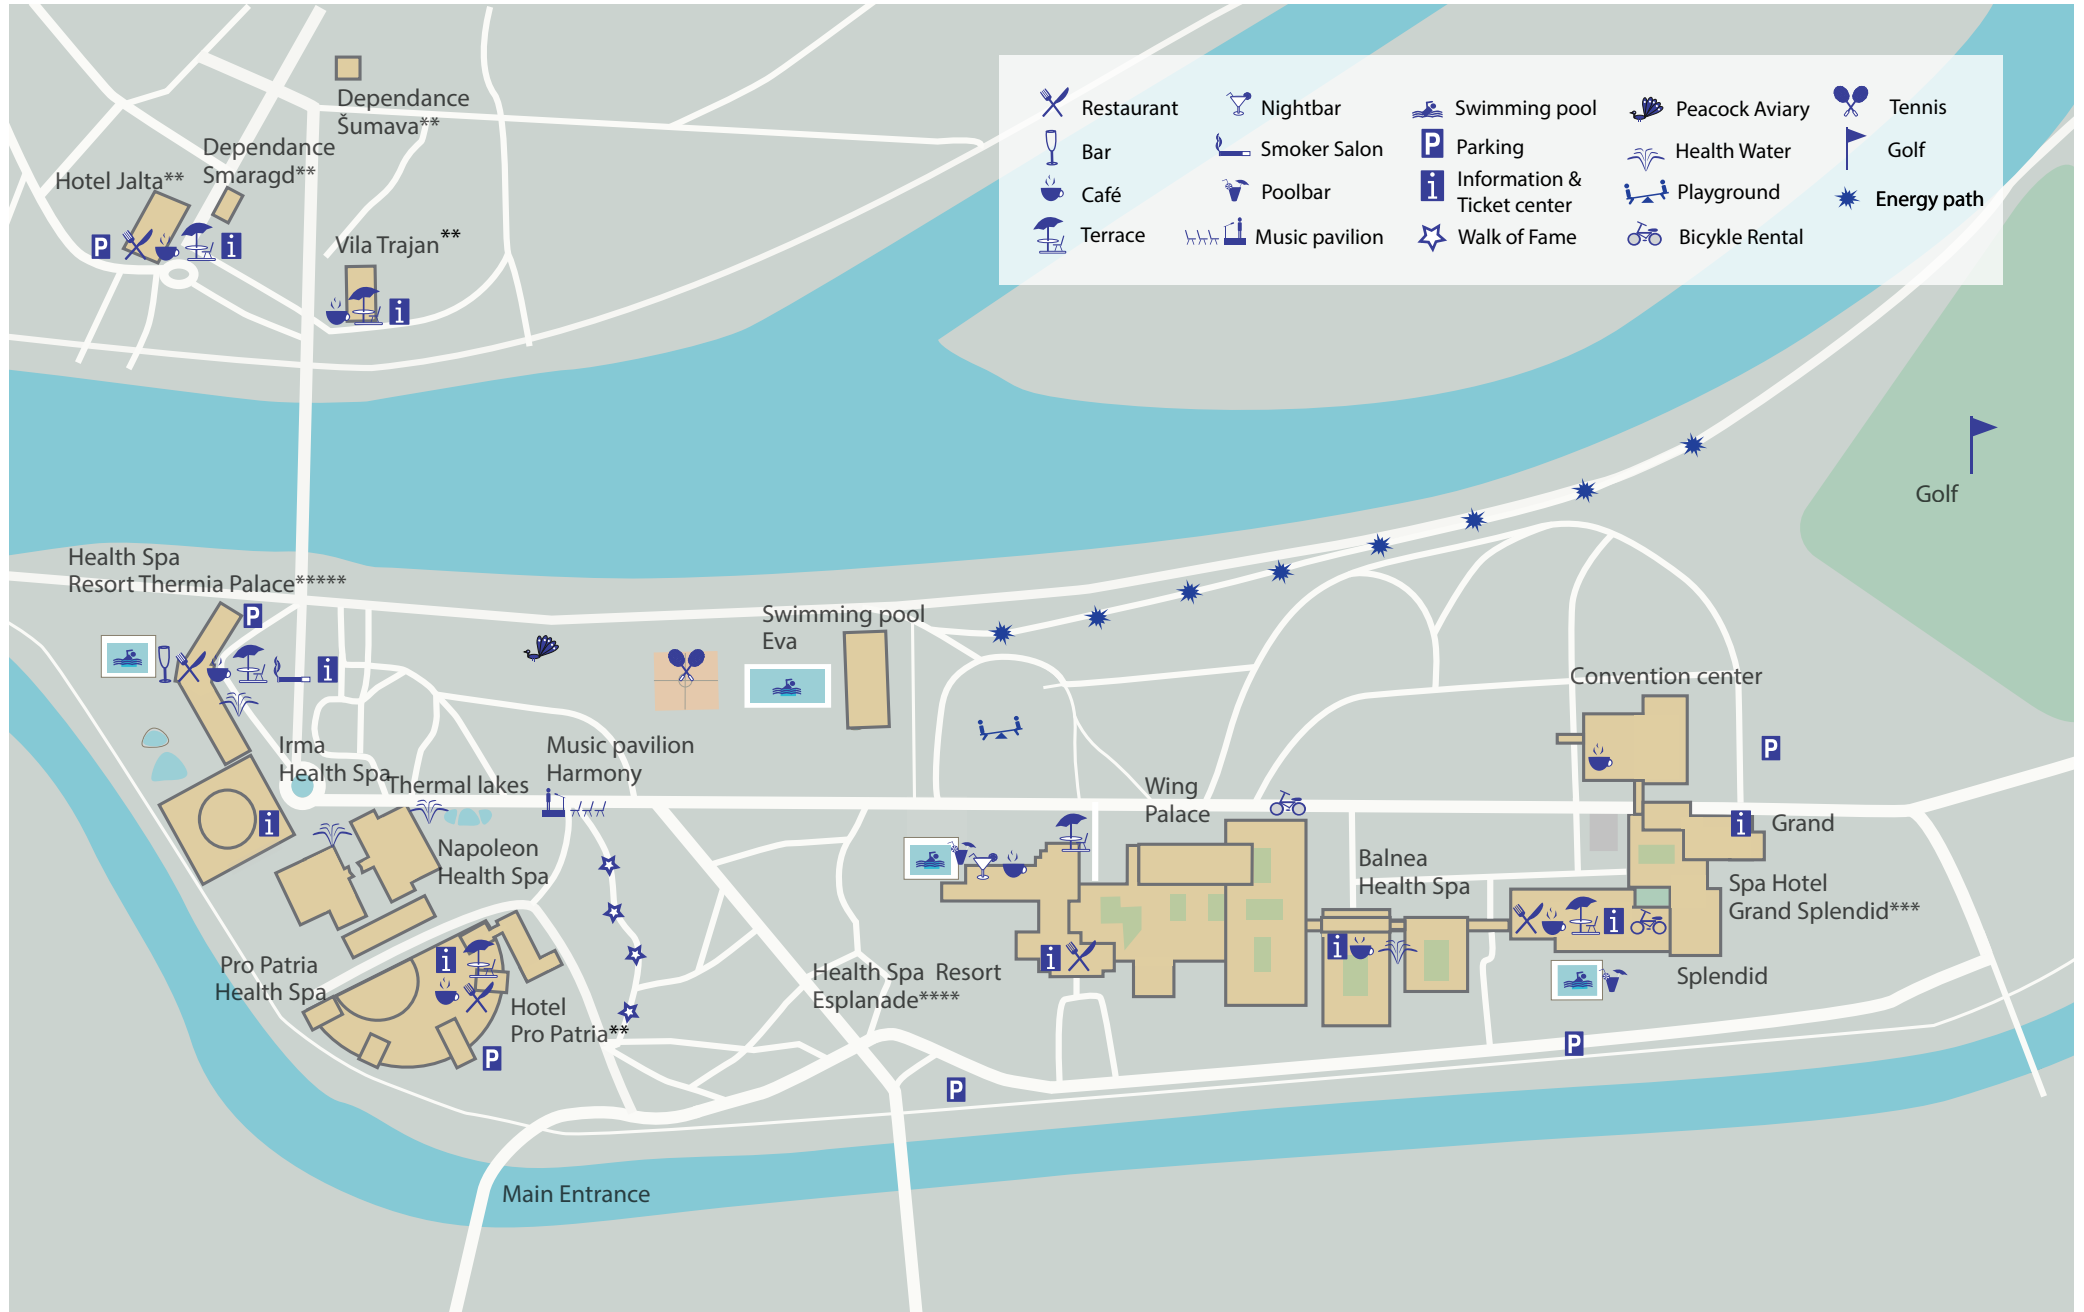 Restaurant
Bar
Café
Terrace
Nightbar
Smoker Salon
Poolbar
Music pavilion
Swimming pool
P Parking
i Information &
Ticket center
Walk of Fame
Peacock Aviary
Health Water
Playground
Bicykle Rental
Tennis
Golf
Energy path
Dependance
Šumava**
Dependance
Smaragd**
Hotel Jalta**
P
i
Vila Trajan**
i
Golf
Health Spa
Resort Thermia Palace*****
P
i
Swimming pool
Eva
Irma
Health Spa
i
Thermal lakes
Music pavilion
Harmony
Napoleon
Health Spa
Pro Patria
Health Spa
i
Hotel
Pro Patria**
P
Health Spa Resort
Esplanade****
i
P
Wing
Palace
Balnea
Health Spa
i
Convention center
P
i
Grand
Spa Hotel
Grand Splendid***
i
Splendid
P
Main Entrance